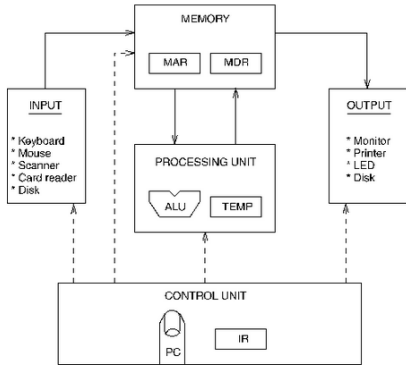 MEMORY
MAR MDR
INPUT
* Keyboard
* Mouse
* Scanner
* Card reader
* Disk
PROCESSING UNIT
ALU TEMP
OUTPUT
* Monitor
* Printer
* LED
* Disk
CONTROL UNIT
PC IR